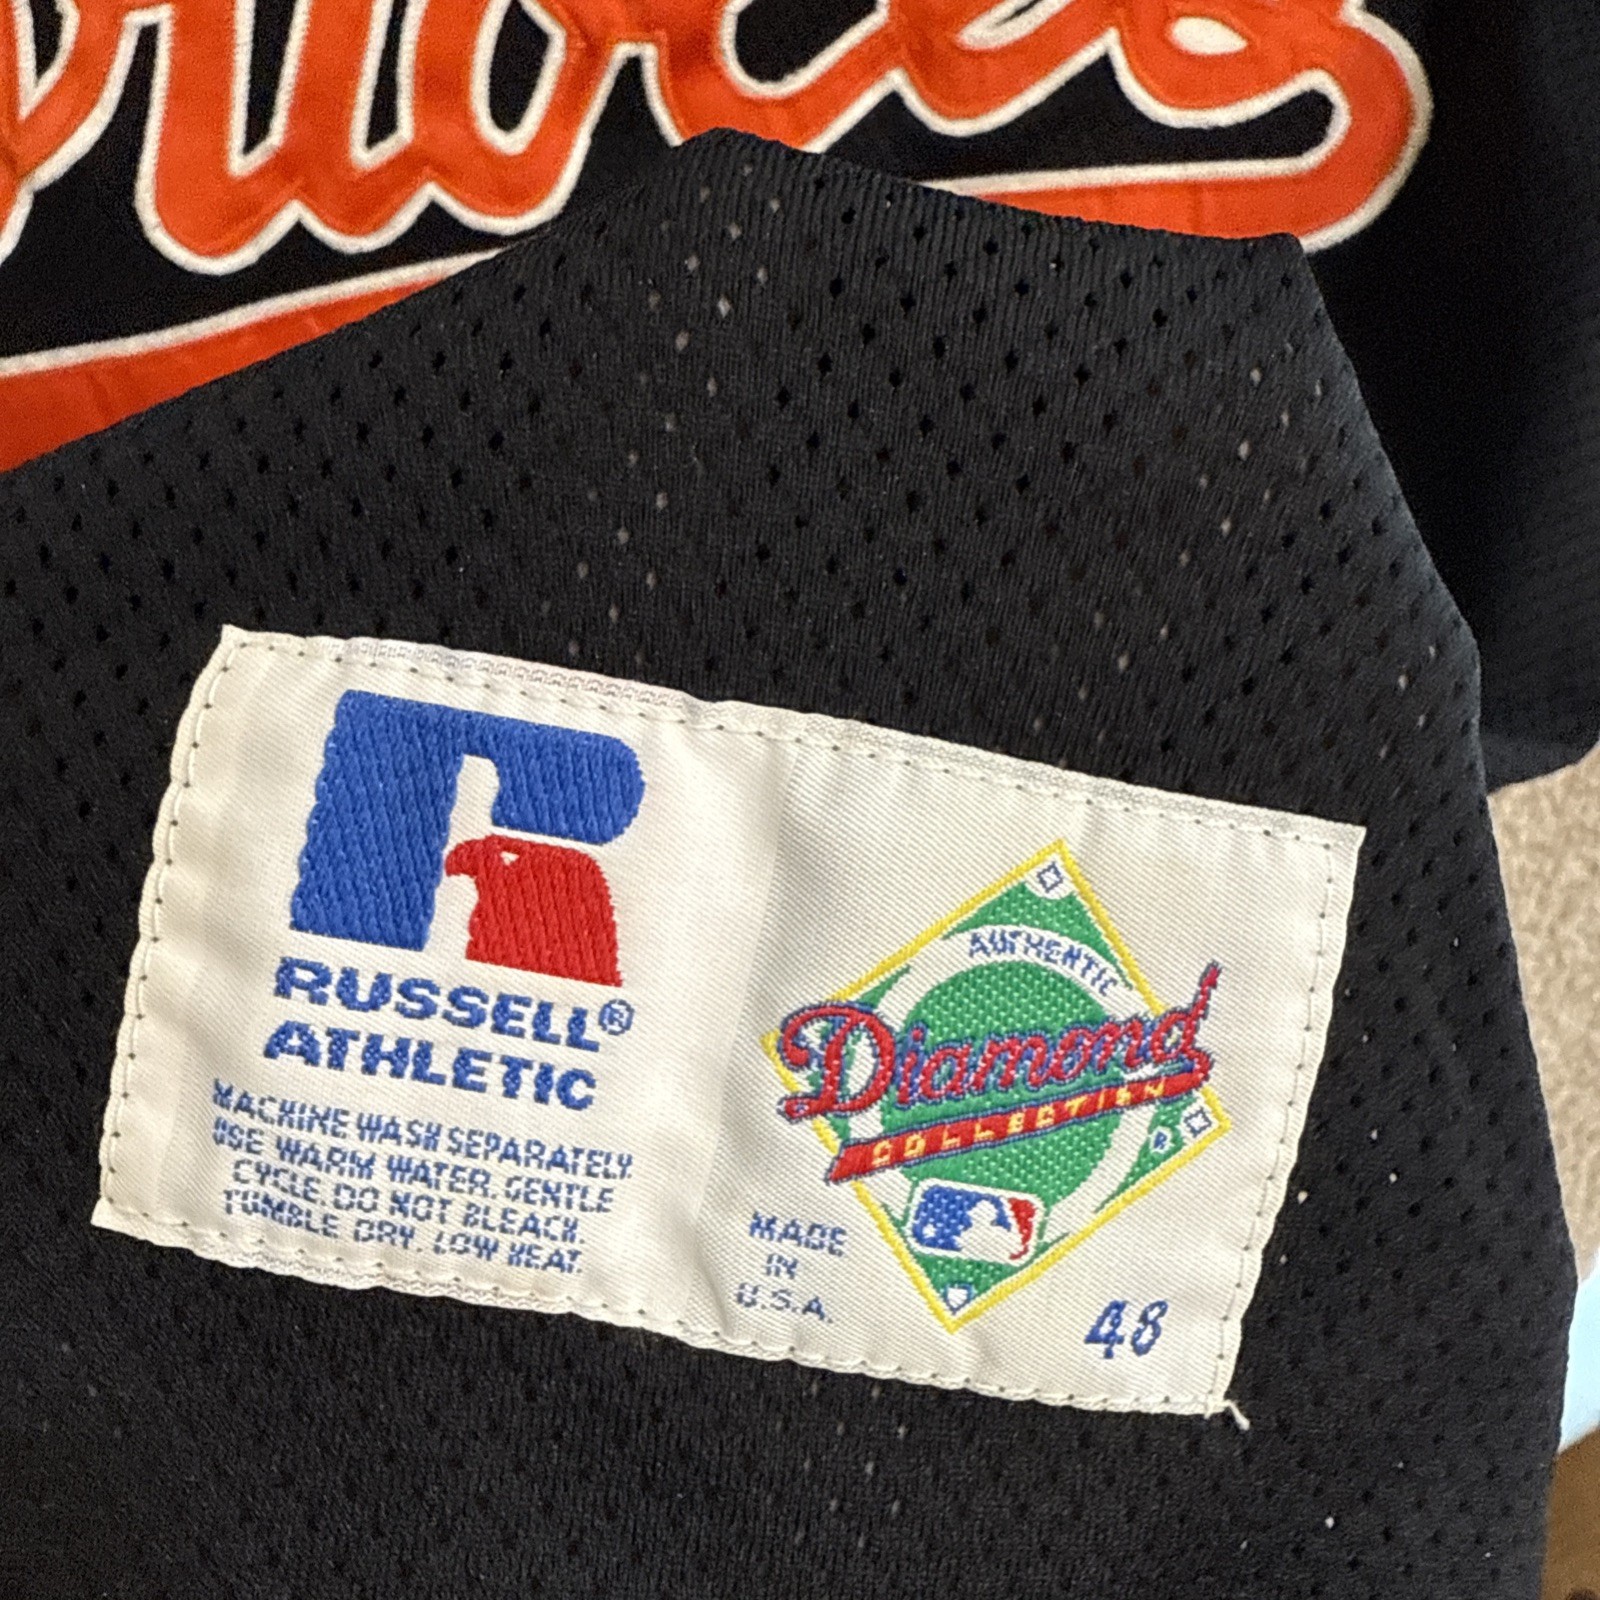 Orioles
RUSSELL®
ATHLETIC
MACHINE WASH SEPARATELY.
USE WARM WATER. GENTLE
CYCLE. DO NOT BLEACH.
TUMBLE DRY. LOW HEAT.
AUTHENTIC
Diamond
COLLECTION
®
MADE
IN
U.S.A.
48